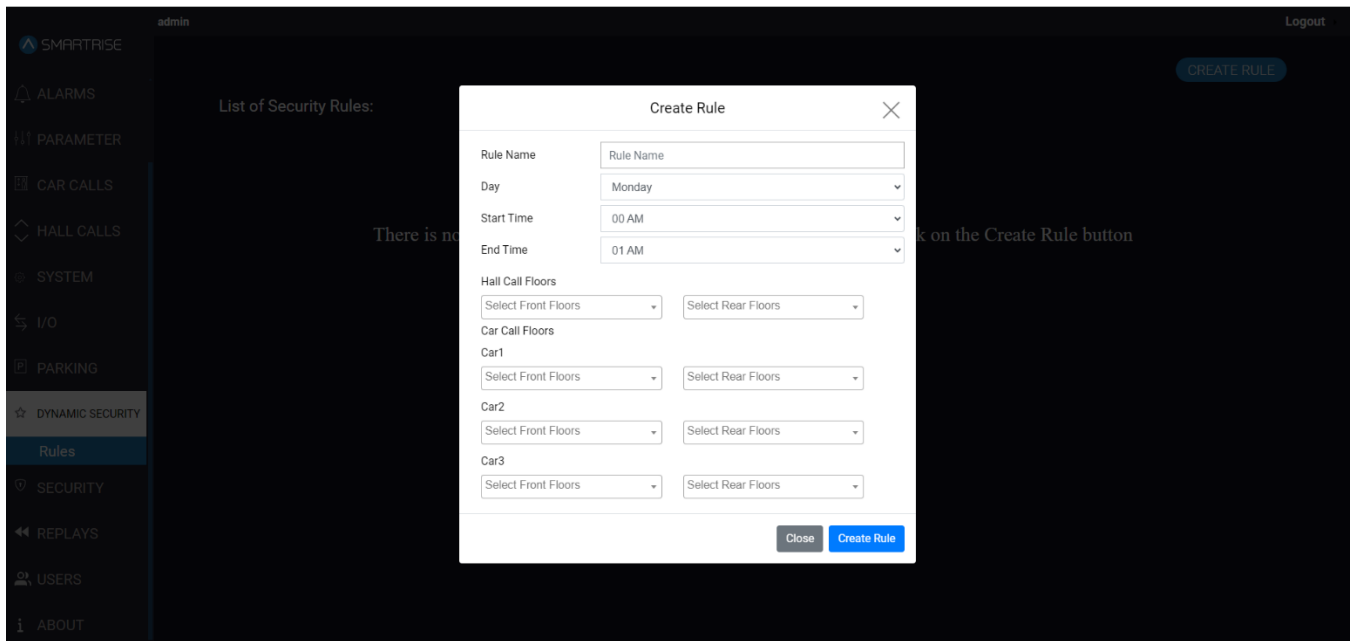 admin
Logout
SMARTRISE
CREATE RULE
ALARMS
List of Security Rules:
PARAMETER
CAR CALLS
HALL CALLS
SYSTEM
I/O
PARKING
DYNAMIC SECURITY
Rules
SECURITY
REPLAYS
USERS
ABOUT
There is no
k on the Create Rule button
Create Rule
Rule Name Rule Name
Day Monday
Start Time 00 AM
End Time 01 AM
Hall Call Floors
Select Front Floors Select Rear Floors
Car Call Floors
Car1
Select Front Floors Select Rear Floors
Car2
Select Front Floors Select Rear Floors
Car3
Select Front Floors Select Rear Floors
Close Create Rule